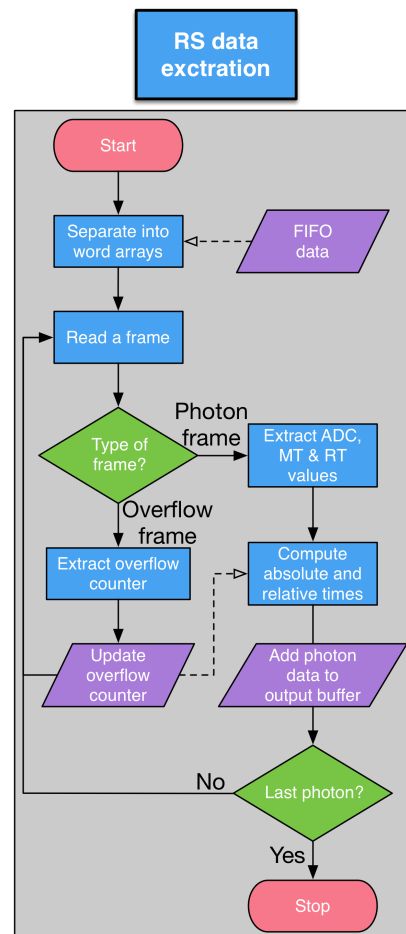 RS data
exctration
Start
Separate into
word arrays
FIFO
data
Read a frame
Type of
frame?
Photon
frame
Extract ADC,
MT & RT
values
Overflow
frame
Extract overflow
counter
Compute
absolute and
relative times
Update
overflow
counter
Add photon
data to
output buffer
Last photon?
No
Yes
Stop